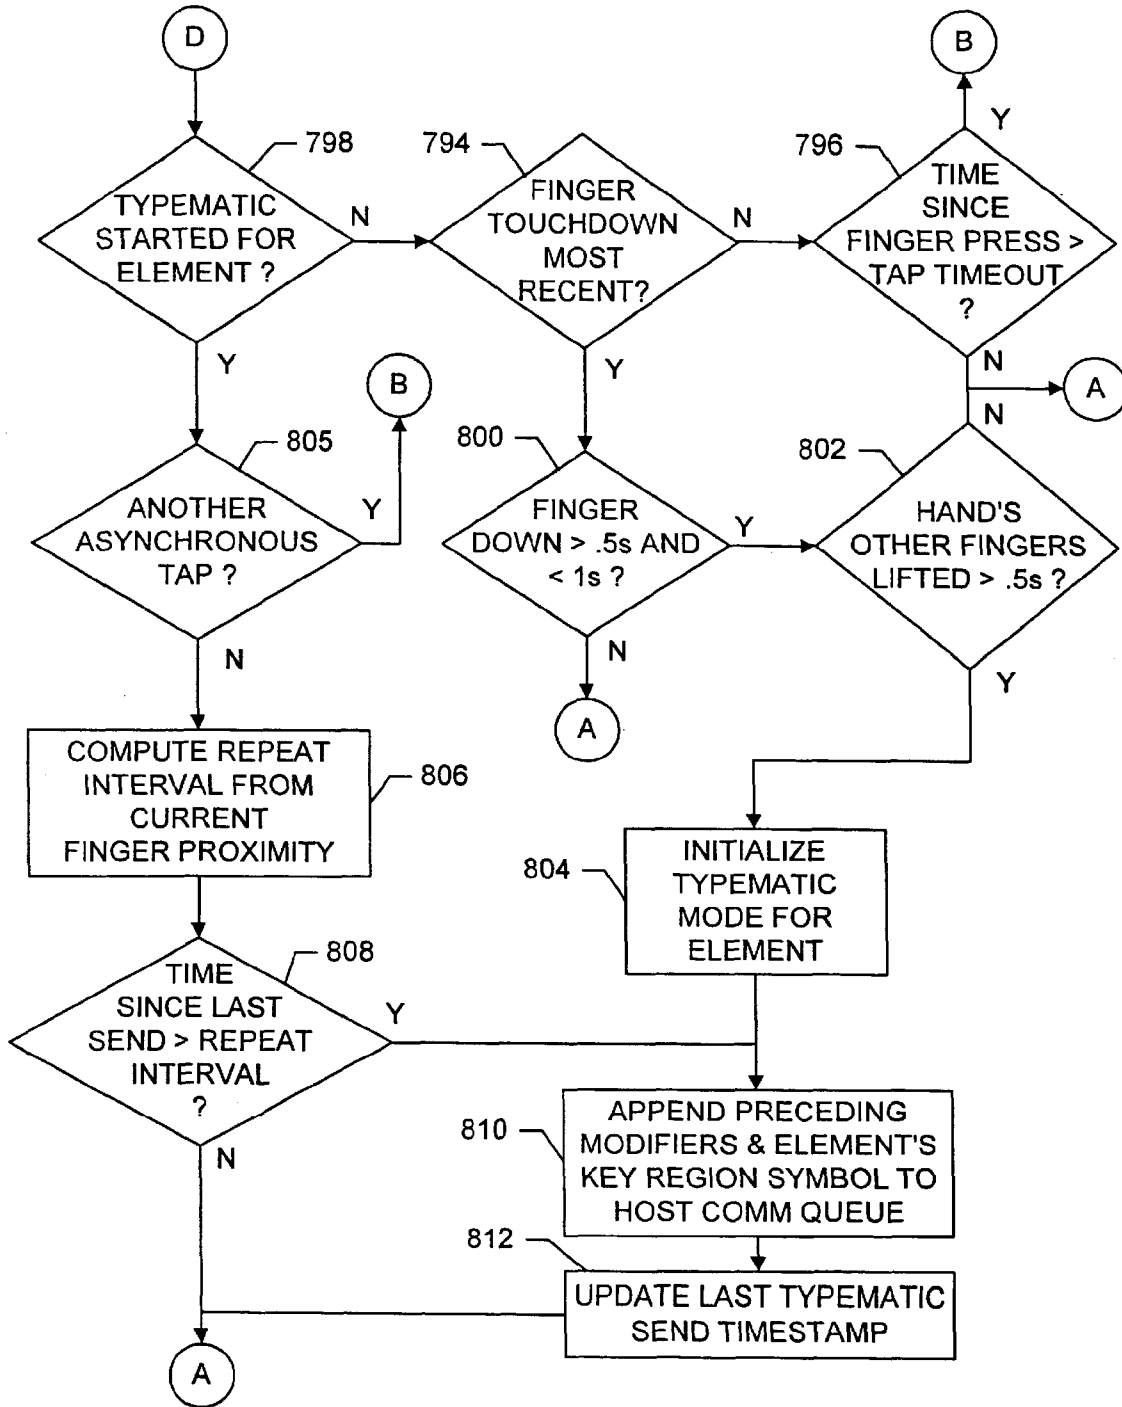 D
B
798
794
796
TYPEMATIC
STARTED FOR
ELEMENT ?
N
FINGER
TOUCHDOWN
MOST
RECENT?
N
Y
TIME
SINCE
FINGER PRESS >
TAP TIMEOUT
?
Y
B
Y
N
A
N
805
800
802
ANOTHER
ASYNCHRONOUS
TAP ?
Y
FINGER
DOWN > .5s AND
< 1s ?
Y
HAND'S
OTHER FINGERS
LIFTED > .5s ?
N
N
Y
A
COMPUTE REPEAT
INTERVAL FROM
CURRENT
FINGER PROXIMITY
806
804
INITIALIZE
TYPEMATIC
MODE FOR
ELEMENT
808
TIME
SINCE LAST
SEND > REPEAT
INTERVAL
?
Y
N
810
APPEND PRECEDING
MODIFIERS & ELEMENT'S
KEY REGION SYMBOL TO
HOST COMM QUEUE
812
UPDATE LAST TYPEMATIC
SEND TIMESTAMP
A